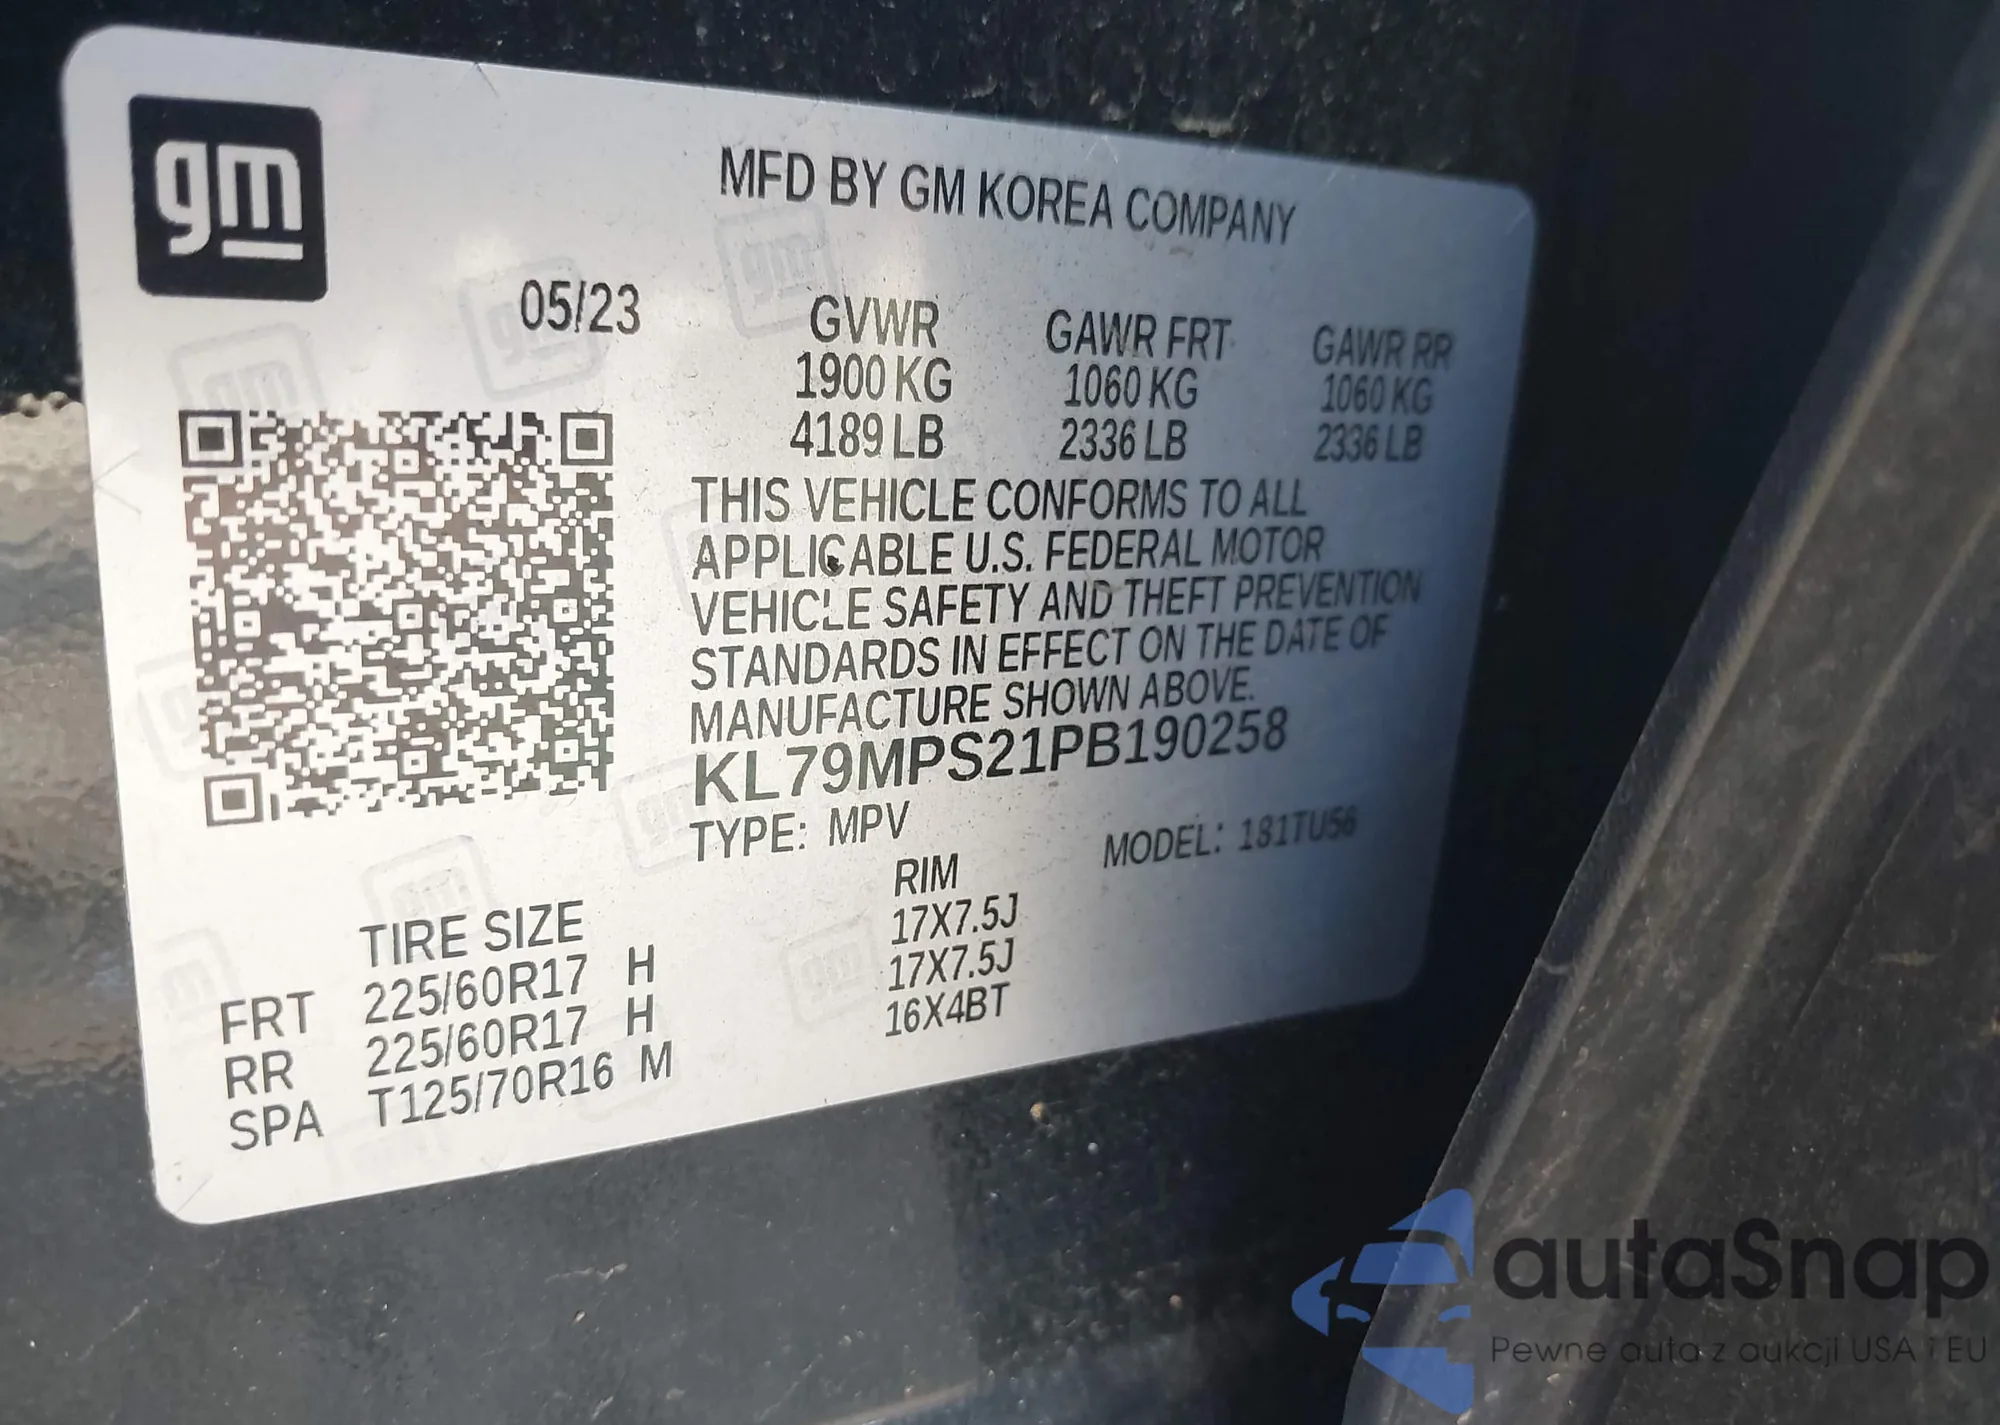 gm
MFD BY GM KOREA COMPANY
05/23
GVWR GAWR FRT GAWR RR
1900 KG 1060 KG 1060 KG
4189 LB 2336 LB 2336 LB
THIS VEHICLE CONFORMS TO ALL
APPLICABLE U.S. FEDERAL MOTOR
VEHICLE SAFETY AND THEFT PREVENTION
STANDARDS IN EFFECT ON THE DATE OF
MANUFACTURE SHOWN ABOVE.
KL79MPS21PB190258
TYPE: MPV MODEL: 1S1TU56
TIRE SIZE RIM
FRT 225/60R17 H 17X7.5J
RR 225/60R17 H 17X7.5J
SPA T125/70R16 M 16X4BT
autaSnap
Pewne auta z aukcji USA i EU